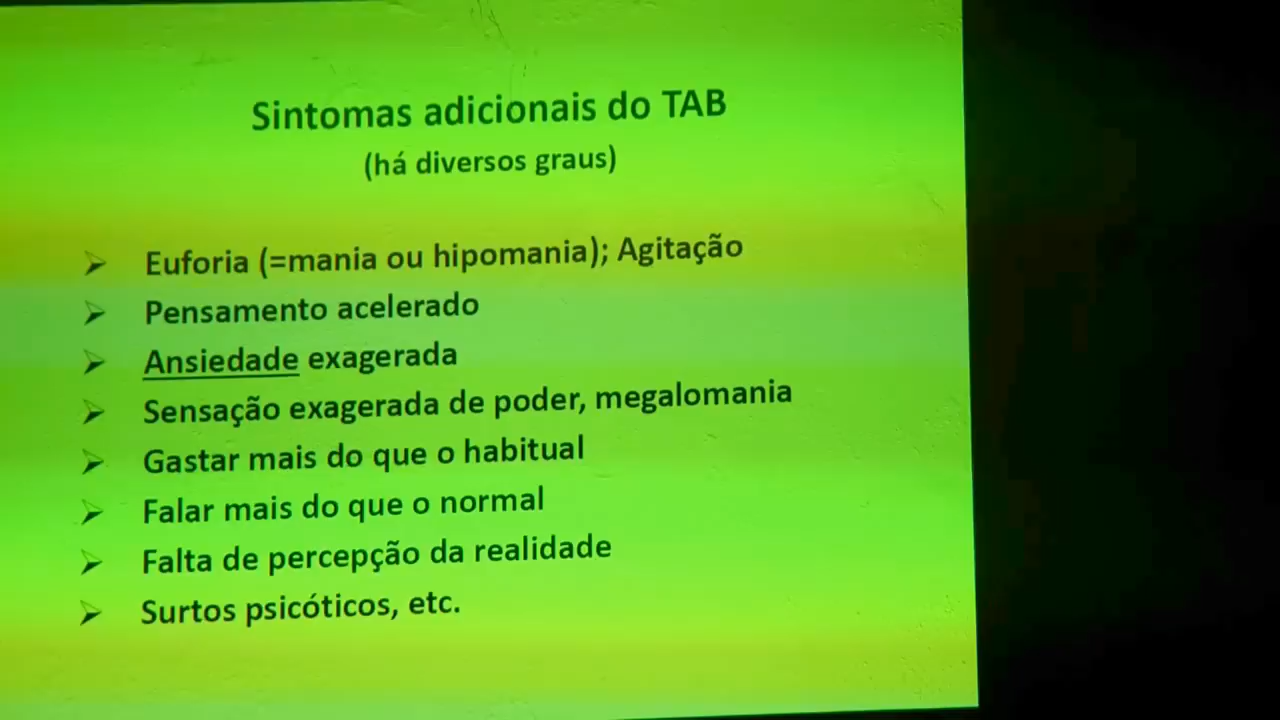 Sintomas adicionais do TAB
(há diversos graus)
Euforia (=mania ou hipomania); Agitação
Pensamento acelerado
Ansiedade exagerada
Sensação exagerada de poder, megalomania
Gastar mais do que o habitual
Falar mais do que o normal
Falta de percepção da realidade
Surtos psicóticos, etc.